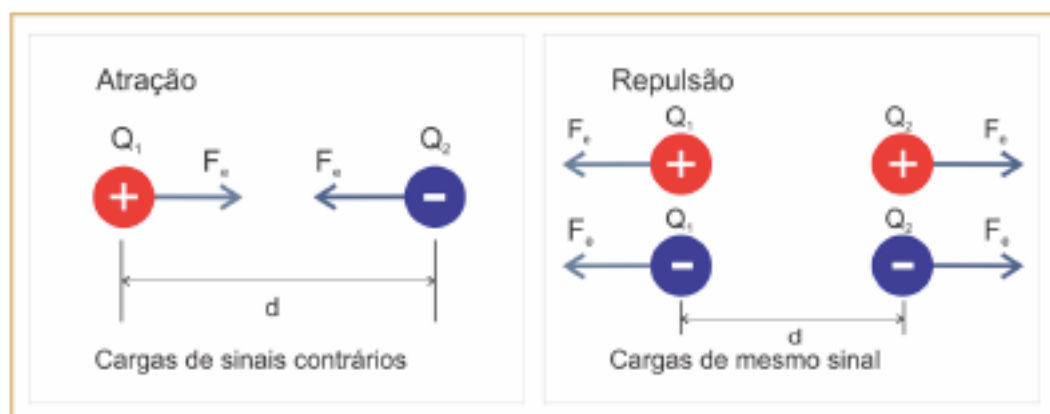 Atração
Q₁
Q₂
Fₑ
Fₑ
d
Cargas de sinais contrários
Repulsão
Fₑ
Q₁
Q₂
Fₑ
+
+
Fₑ
Q₁
Q₂
Fₑ
-
-
d
Cargas de mesmo sinal